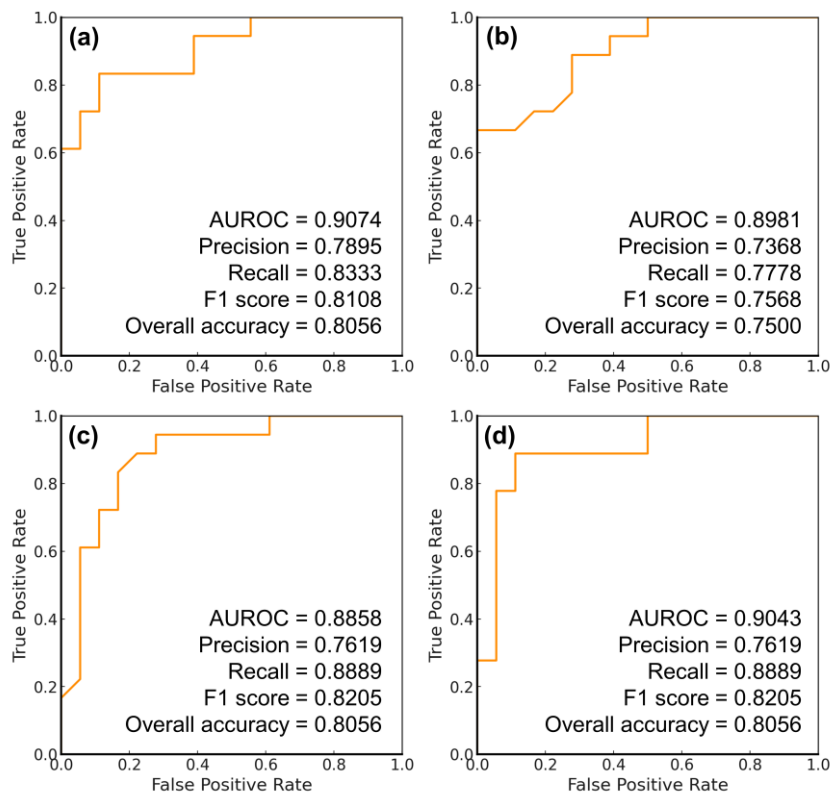 (a)
True Positive Rate
1.0
0.8
0.6
0.4
0.2
0.0
AUROC = 0.9074
Precision = 0.7895
Recall = 0.8333
F1 score = 0.8108
Overall accuracy = 0.8056
0.0 0.2 0.4 0.6 0.8 1.0
False Positive Rate
(b)
True Positive Rate
1.0
0.8
0.6
0.4
0.2
0.0
AUROC = 0.8981
Precision = 0.7368
Recall = 0.7778
F1 score = 0.7568
Overall accuracy = 0.7500
0.0 0.2 0.4 0.6 0.8 1.0
False Positive Rate
(c)
True Positive Rate
1.0
0.8
0.6
0.4
0.2
0.0
AUROC = 0.8858
Precision = 0.7619
Recall = 0.8889
F1 score = 0.8205
Overall accuracy = 0.8056
0.0 0.2 0.4 0.6 0.8 1.0
False Positive Rate
(d)
True Positive Rate
1.0
0.8
0.6
0.4
0.2
0.0
AUROC = 0.9043
Precision = 0.7619
Recall = 0.8889
F1 score = 0.8205
Overall accuracy = 0.8056
0.0 0.2 0.4 0.6 0.8 1.0
False Positive Rate